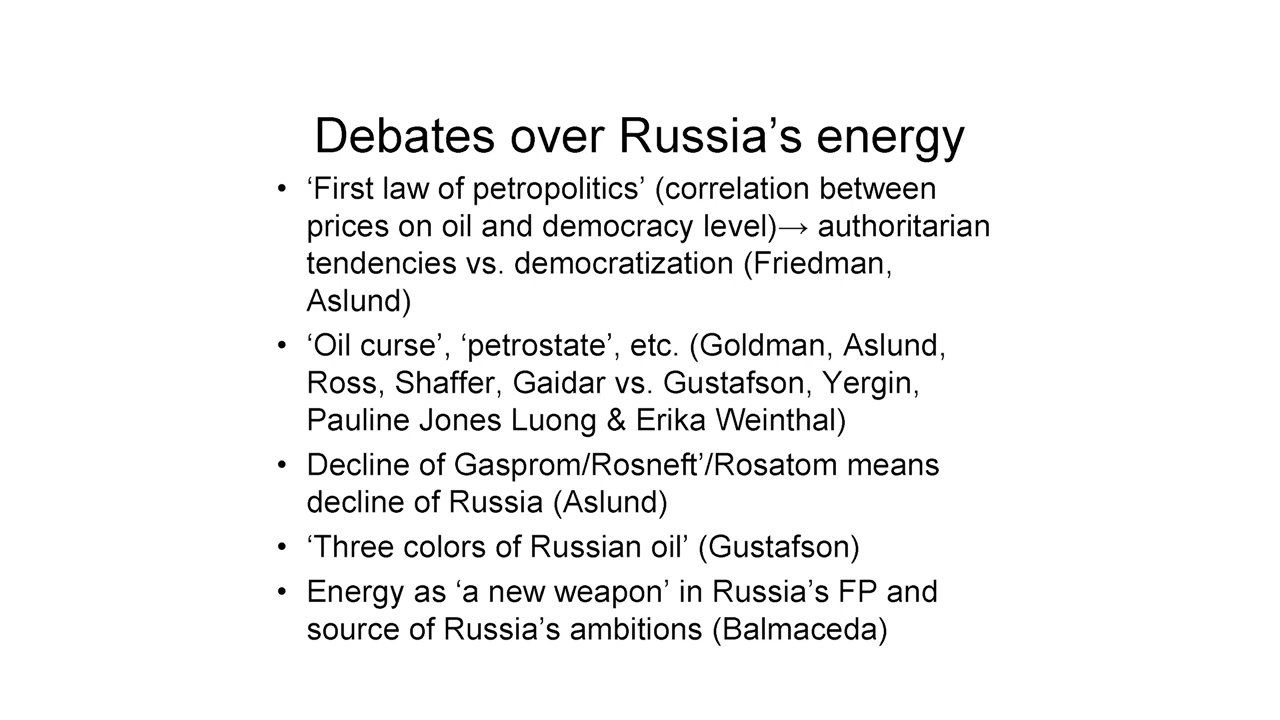 Debates over Russia’s energy
• ‘First law of petropolitics’ (correlation between
prices on oil and democracy level)→ authoritarian
tendencies vs. democratization (Friedman,
Aslund)
• ‘Oil curse’, ‘petrostate’, etc. (Goldman, Aslund,
Ross, Shaffer, Gaidar vs. Gustafson, Yergin,
Pauline Jones Luong & Erika Weinthal)
• Decline of Gasprom/Rosneft’/Rosatom means
decline of Russia (Aslund)
• ‘Three colors of Russian oil’ (Gustafson)
• Energy as ‘a new weapon’ in Russia’s FP and
source of Russia’s ambitions (Balmaceda)